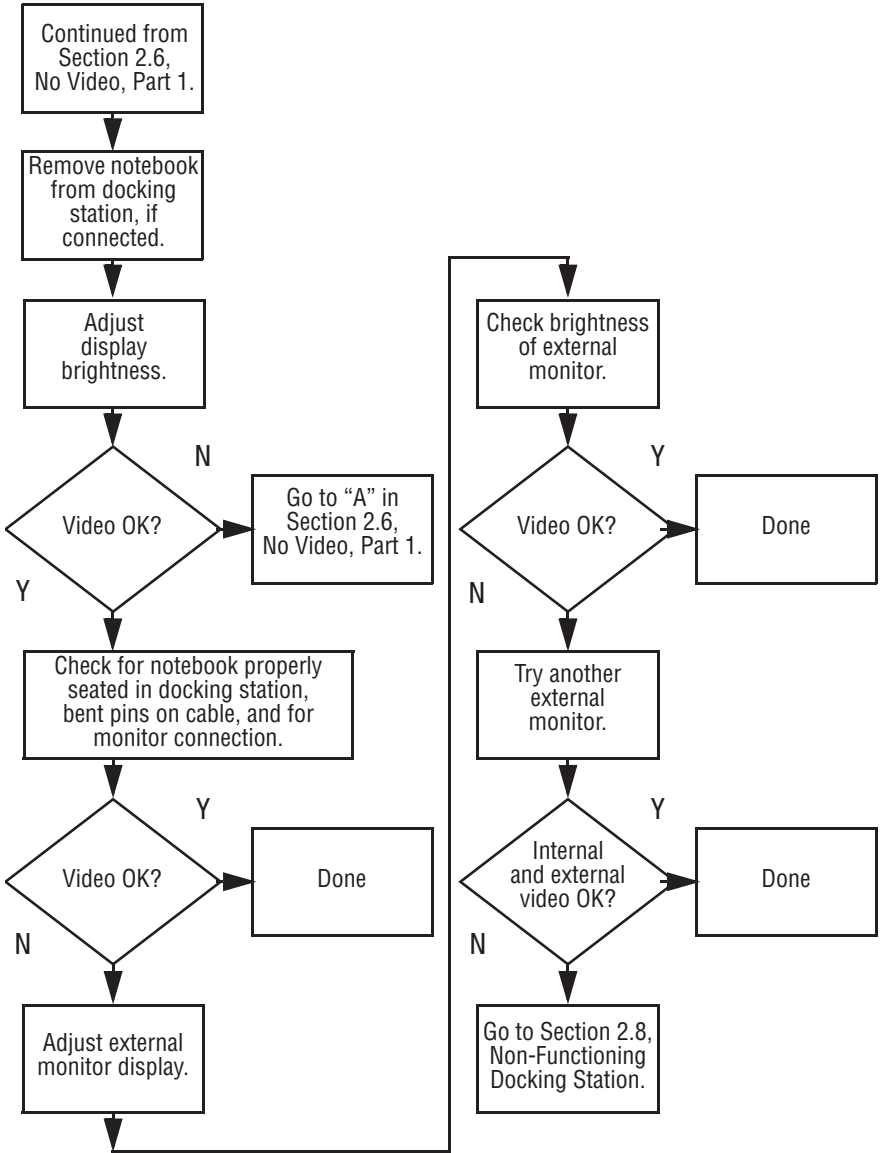 Continued from
Section 2.6,
No Video, Part 1.
Remove notebook
from docking
station, if
connected.
Adjust
display
brightness.
Video OK?
N
Go to “A” in
Section 2.6,
No Video, Part 1.
Y
Check for notebook properly
seated in docking station,
bent pins on cable, and for
monitor connection.
Video OK?
Y
Done
N
Adjust external
monitor display.
Check brightness
of external
monitor.
Video OK?
Y
Done
N
Try another
external
monitor.
Internal
and external
video OK?
Y
Done
N
Go to Section 2.8,
Non-Functioning
Docking Station.